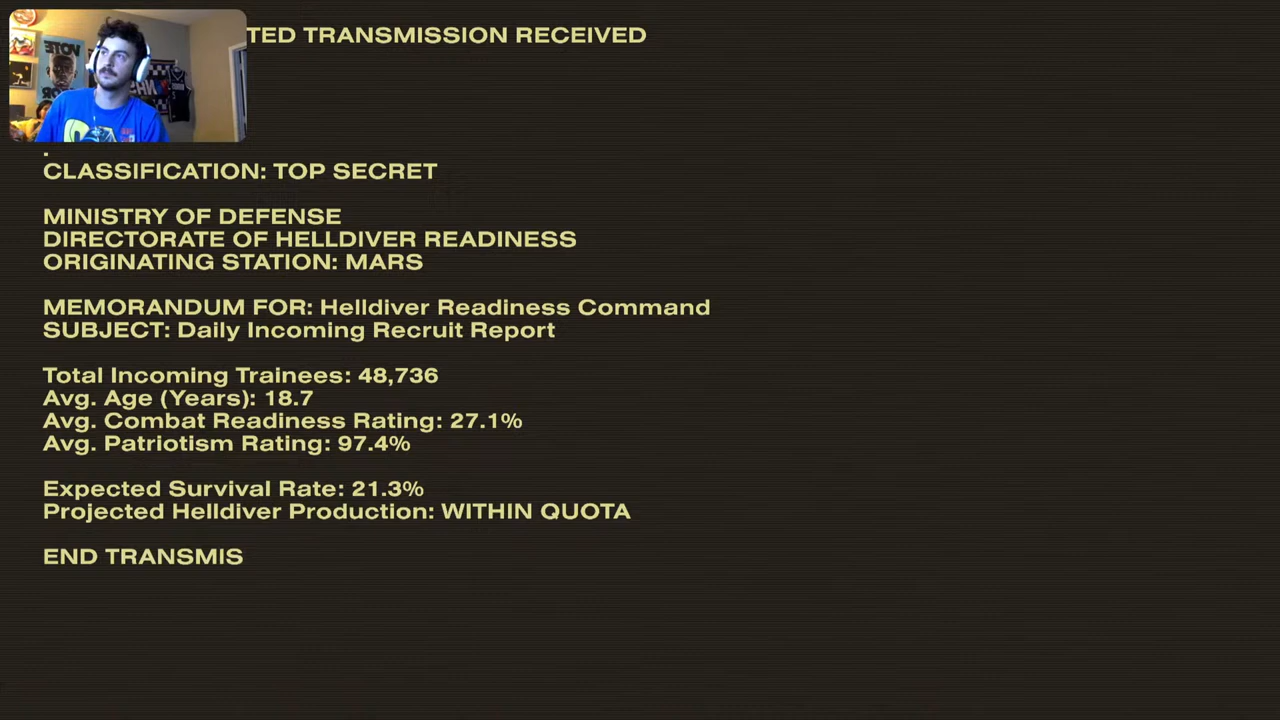 TED TRANSMISSION RECEIVED
VOTE
.
CLASSIFICATION: TOP SECRET
MINISTRY OF DEFENSE
DIRECTORATE OF HELLDIVER READINESS
ORIGINATING STATION: MARS
MEMORANDUM FOR: Helldiver Readiness Command
SUBJECT: Daily Incoming Recruit Report
Total Incoming Trainees: 48,736
Avg. Age (Years): 18.7
Avg. Combat Readiness Rating: 27.1%
Avg. Patriotism Rating: 97.4%
Expected Survival Rate: 21.3%
Projected Helldiver Production: WITHIN QUOTA
END TRANSMIS